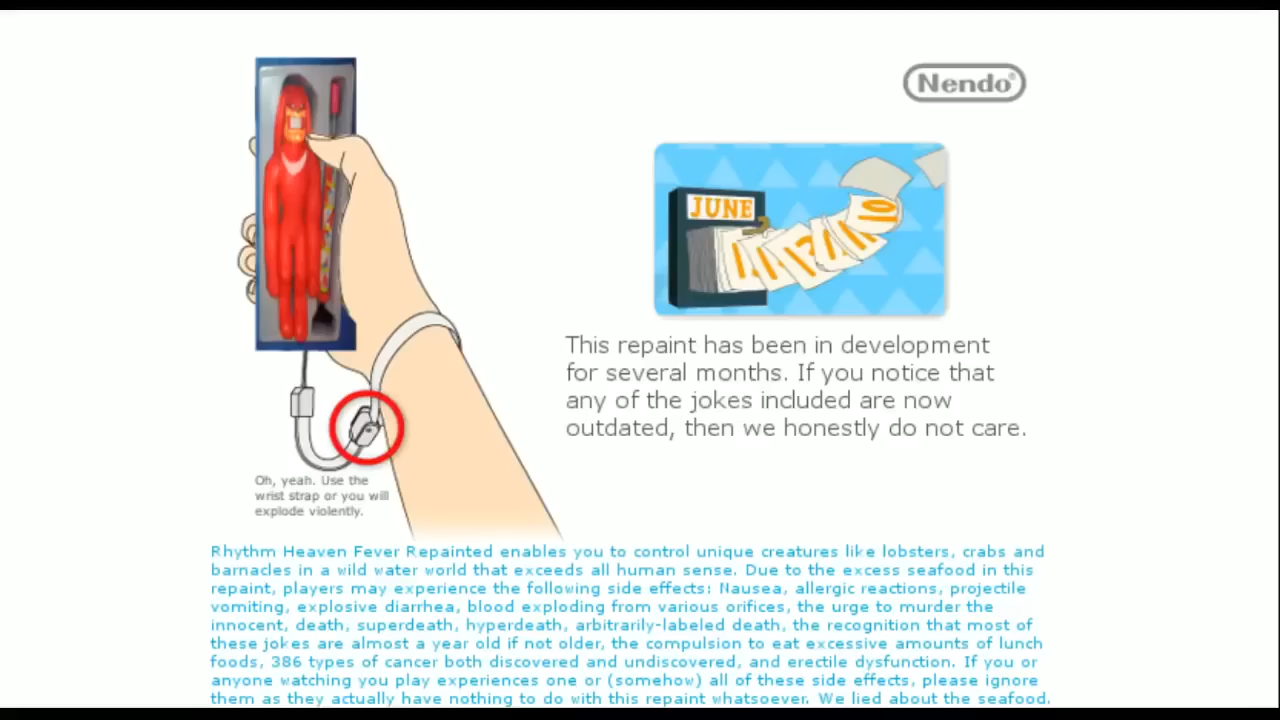 Nendo®
JUNE
10
This repaint has been in development
for several months. If you notice that
any of the jokes included are now
outdated, then we honestly do not care.
Oh, yeah. Use the
wrist strap or you will
explode violently.
Rhythm Heaven Fever Repainted enables you to control unique creatures like lobsters, crabs and
barnacles in a wild water world that exceeds all human sense. Due to the excess seafood in this
repaint, players may experience the following side effects: Nausea, allergic reactions, projectile
vomiting, explosive diarrhea, blood exploding from various orifices, the urge to murder the
innocent, death, superdeath, hyperdeath, arbitrarily-labeled death, the recognition that most of
these jokes are almost a year old if not older, the compulsion to eat excessive amounts of lunch
foods, 386 types of cancer both discovered and undiscovered, and erectile dysfunction. If you or
anyone watching you play experiences one or (somehow) all of these side effects, please ignore
them as they actually have nothing to do with this repaint whatsoever. We lied about the seafood.